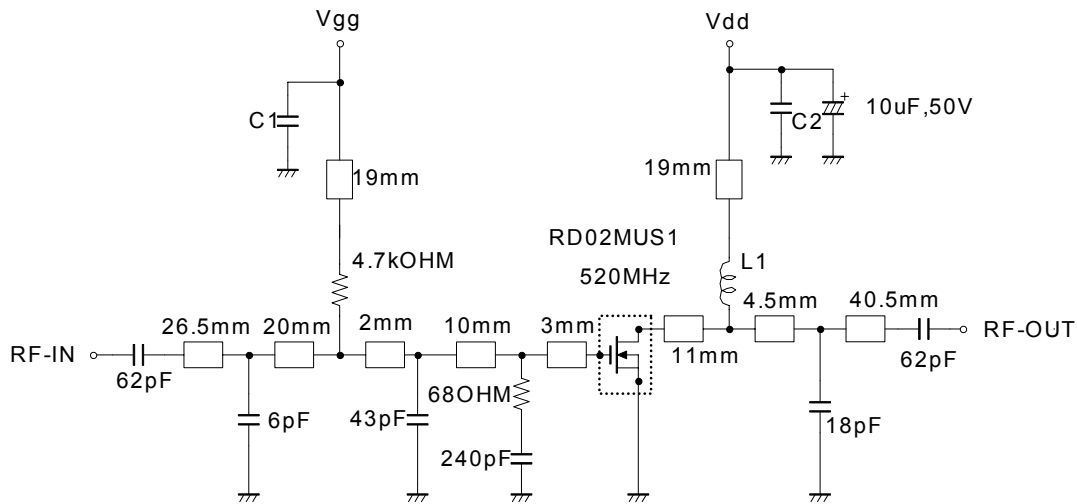 Vgg
Vdd
C1
C2
10uF,50V
+
19mm
19mm
RD02MUS1
520MHz
4.7kOHM
L1
4.5mm
40.5mm
26.5mm
20mm
2mm
10mm
3mm
11mm
RF-IN
RF-OUT
62pF
62pF
68OHM
6pF
43pF
240pF
18pF